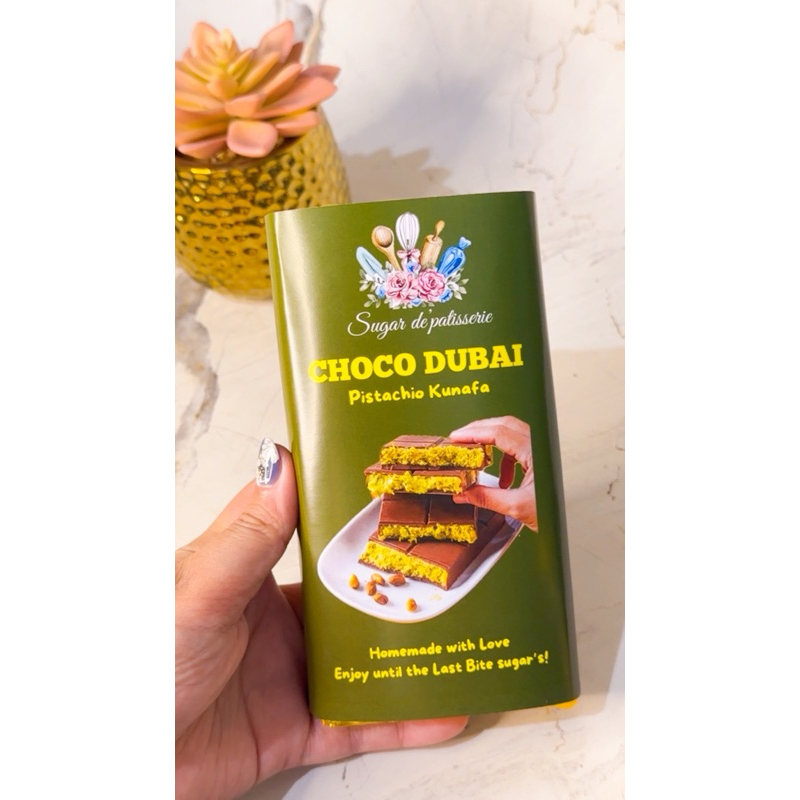 Sugar de'patisserie
CHOCO DUBAI
Pistachio Kunafa
Homemade with Love
Enjoy until the Last Bite sugar's!